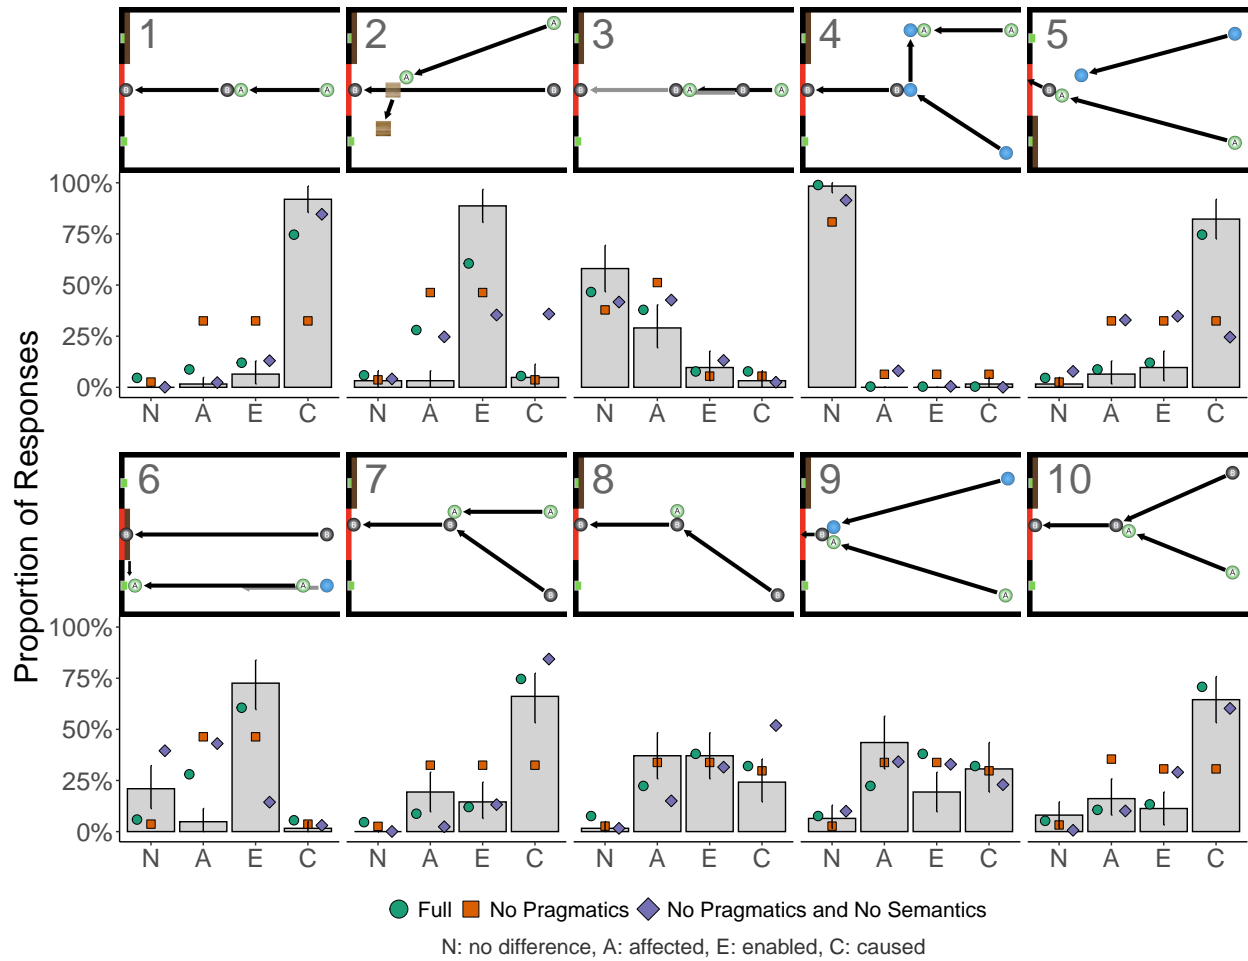 1 2 3 4 5
B B A A
B A B A
B B A B A
B B A A
B A A
Proportion of Responses
100%
75%
50%
25%
0%
N A E C N A E C N A E C N A E C N A E C
6 7 8 9 10
B B A A A
B A B A B
B A B B
B A A
B B A B A
100%
75%
50%
25%
0%
N A E C N A E C N A E C N A E C N A E C
Full No Pragmatics No Pragmatics and No Semantics
N: no difference, A: affected, E: enabled, C: caused